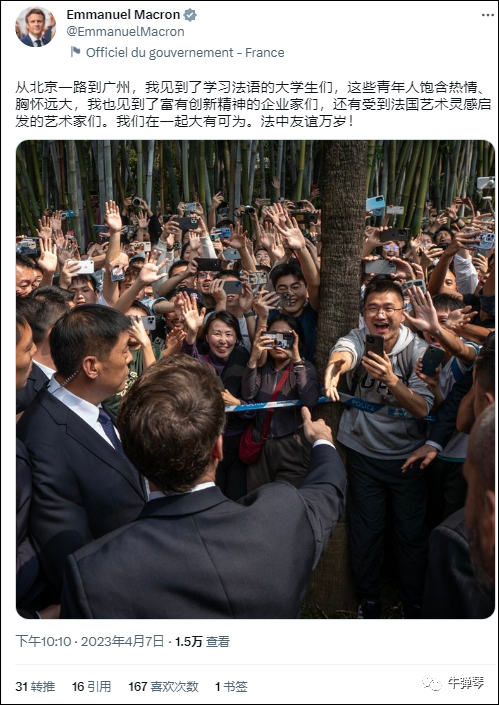 Emmanuel Macron
@EmmanuelMacron
Officiel du gouvernement - France
从北京一路到广州，我见到了学习法语的大学生们，这些青年人饱含热情、
胸怀远大，我也见到了富有创新精神的企业家们，还有受到法国艺术灵感启
发的艺术家们。我们在一起大有可为。法中友谊万岁！
下午10:10 · 2023年4月7日 · 1.5万 查看
31 转推 16 引用 167 喜欢次数 1 书签
牛弹琴